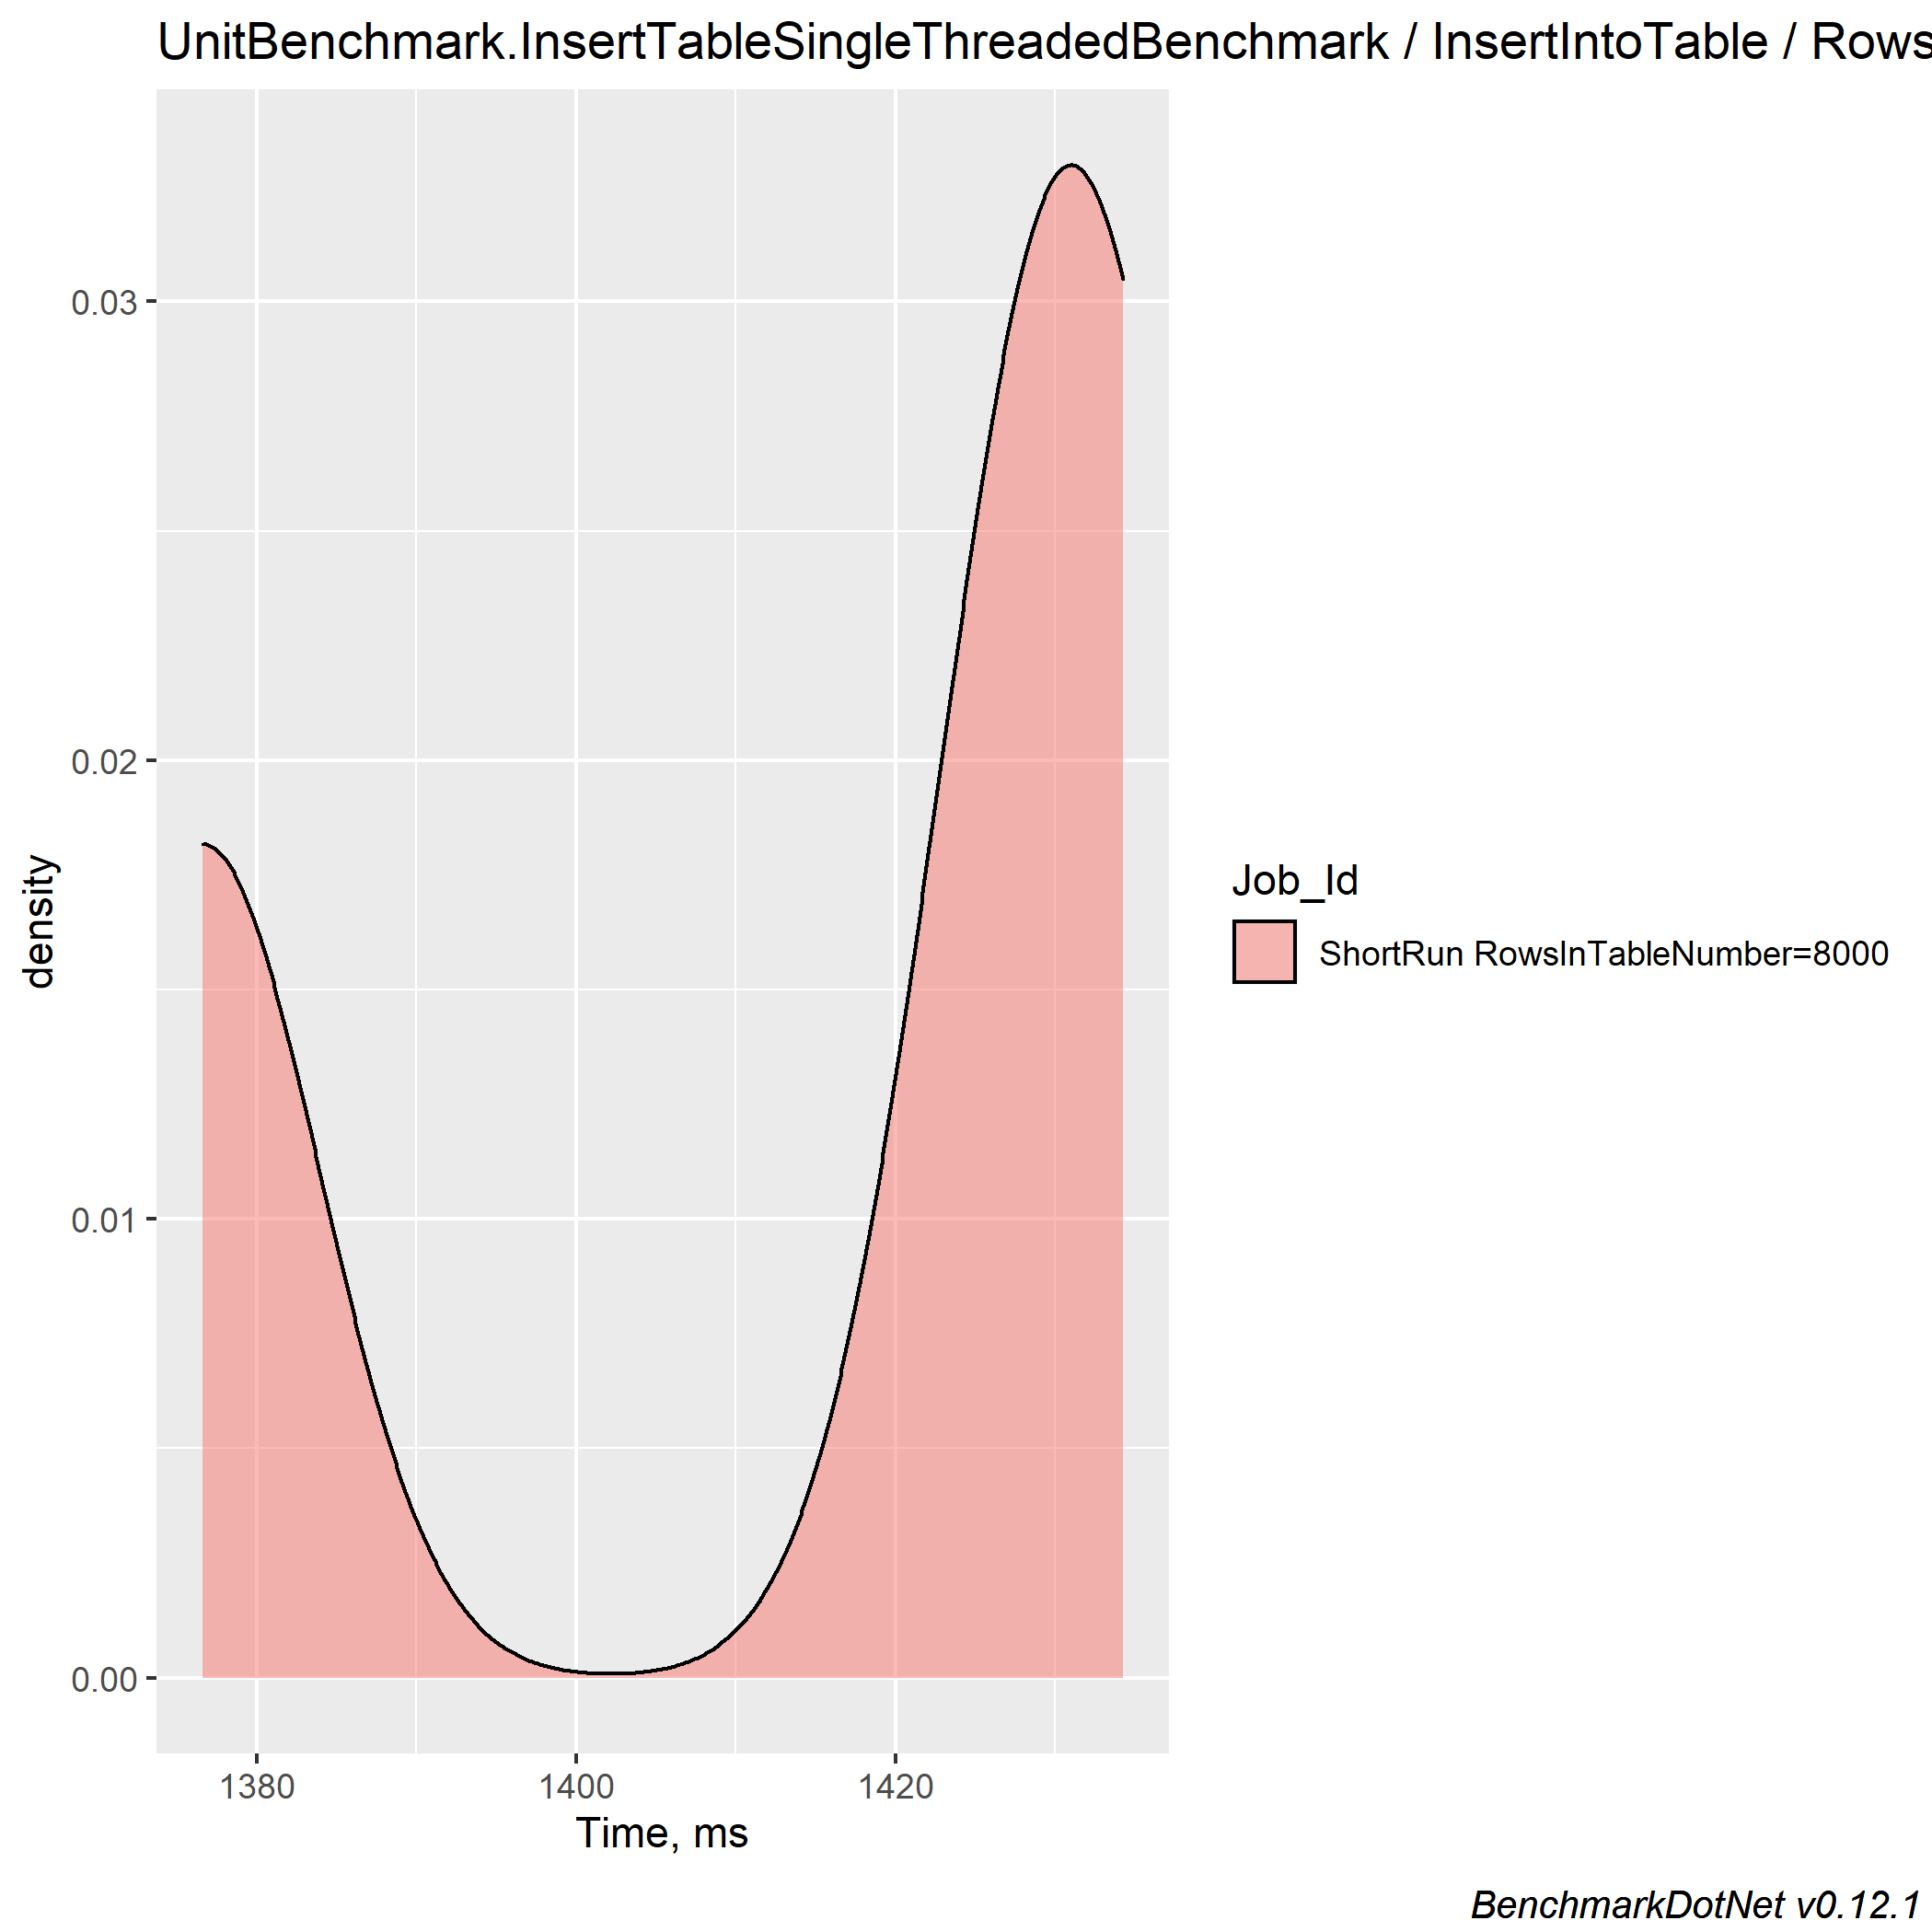 UnitBenchmark.InsertTableSingleThreadedBenchmark / InsertIntoTable / Rows
0.03
0.02
0.01
0.00
density
1380 1400 1420
Time, ms
Job_Id
ShortRun RowsInTableNumber=8000
BenchmarkDotNet v0.12.1